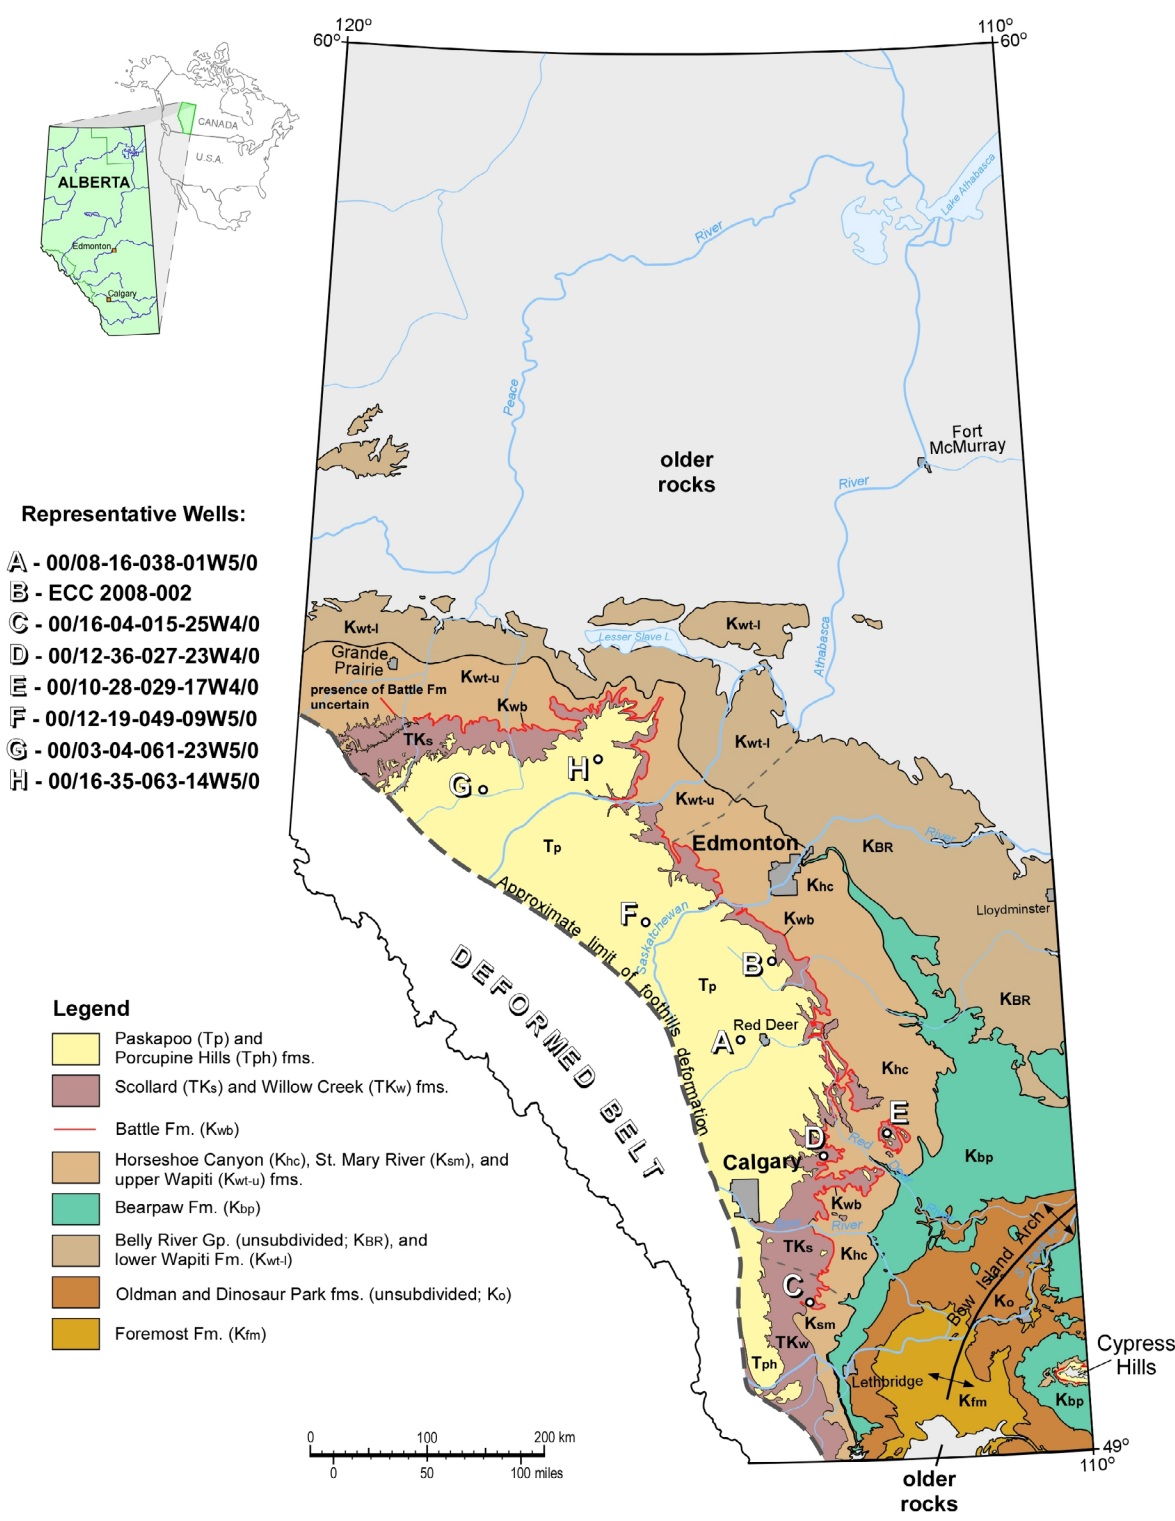 120°
110°
60°
60°
CANADA
U.S.A.
ALBERTA
Edmonton
Calgary
Lake Athabasca
River
Peace
older
rocks
Fort
McMurray
River
Athabasca
Representative Wells:
A - 00/08-16-038-01W5/0
B - ECC 2008-002
C - 00/16-04-015-25W4/0
D - 00/12-36-027-23W4/0
E - 00/10-28-029-17W4/0
F - 00/12-19-049-09W5/0
G - 00/03-04-061-23W5/0
H - 00/16-35-063-14W5/0
Kwt-l
Lesser Slave L.
Kwt-l
Grande
Prairie
Kwt-u
presence of Battle Fm
uncertain
Kwb
TKs
Kwt-l
H
G
Kwt-u
Tp
Edmonton
KBR
River
Khc
Lloydminster
Approximate limit of foothills deformation
F
Saskatchewan
Kwb
B
Tp
KBR
DEFORMED BELT
A
Red Deer
Khc
E
D
Red
Calgary
Kbp
Kwb
River
TKs
Khc
Bow Island Arch
C
Ko
Ksm
TKw
Tph
Lethbridge
Kfm
Kbp
Cypress
Hills
49°
110°
older
rocks
Legend
Paskapoo (Tp) and
Porcupine Hills (Tph) fms.
Scollard (TKs) and Willow Creek (TKw) fms.
Battle Fm. (Kwb)
Horseshoe Canyon (Khc), St. Mary River (Ksm), and
upper Wapiti (Kwt-u) fms.
Bearpaw Fm. (Kbp)
Belly River Gp. (unsubdivided; KBR), and
lower Wapiti Fm. (Kwt-l)
Oldman and Dinosaur Park fms. (unsubdivided; Ko)
Foremost Fm. (Kfm)
0 100 200 km
0 50 100 miles